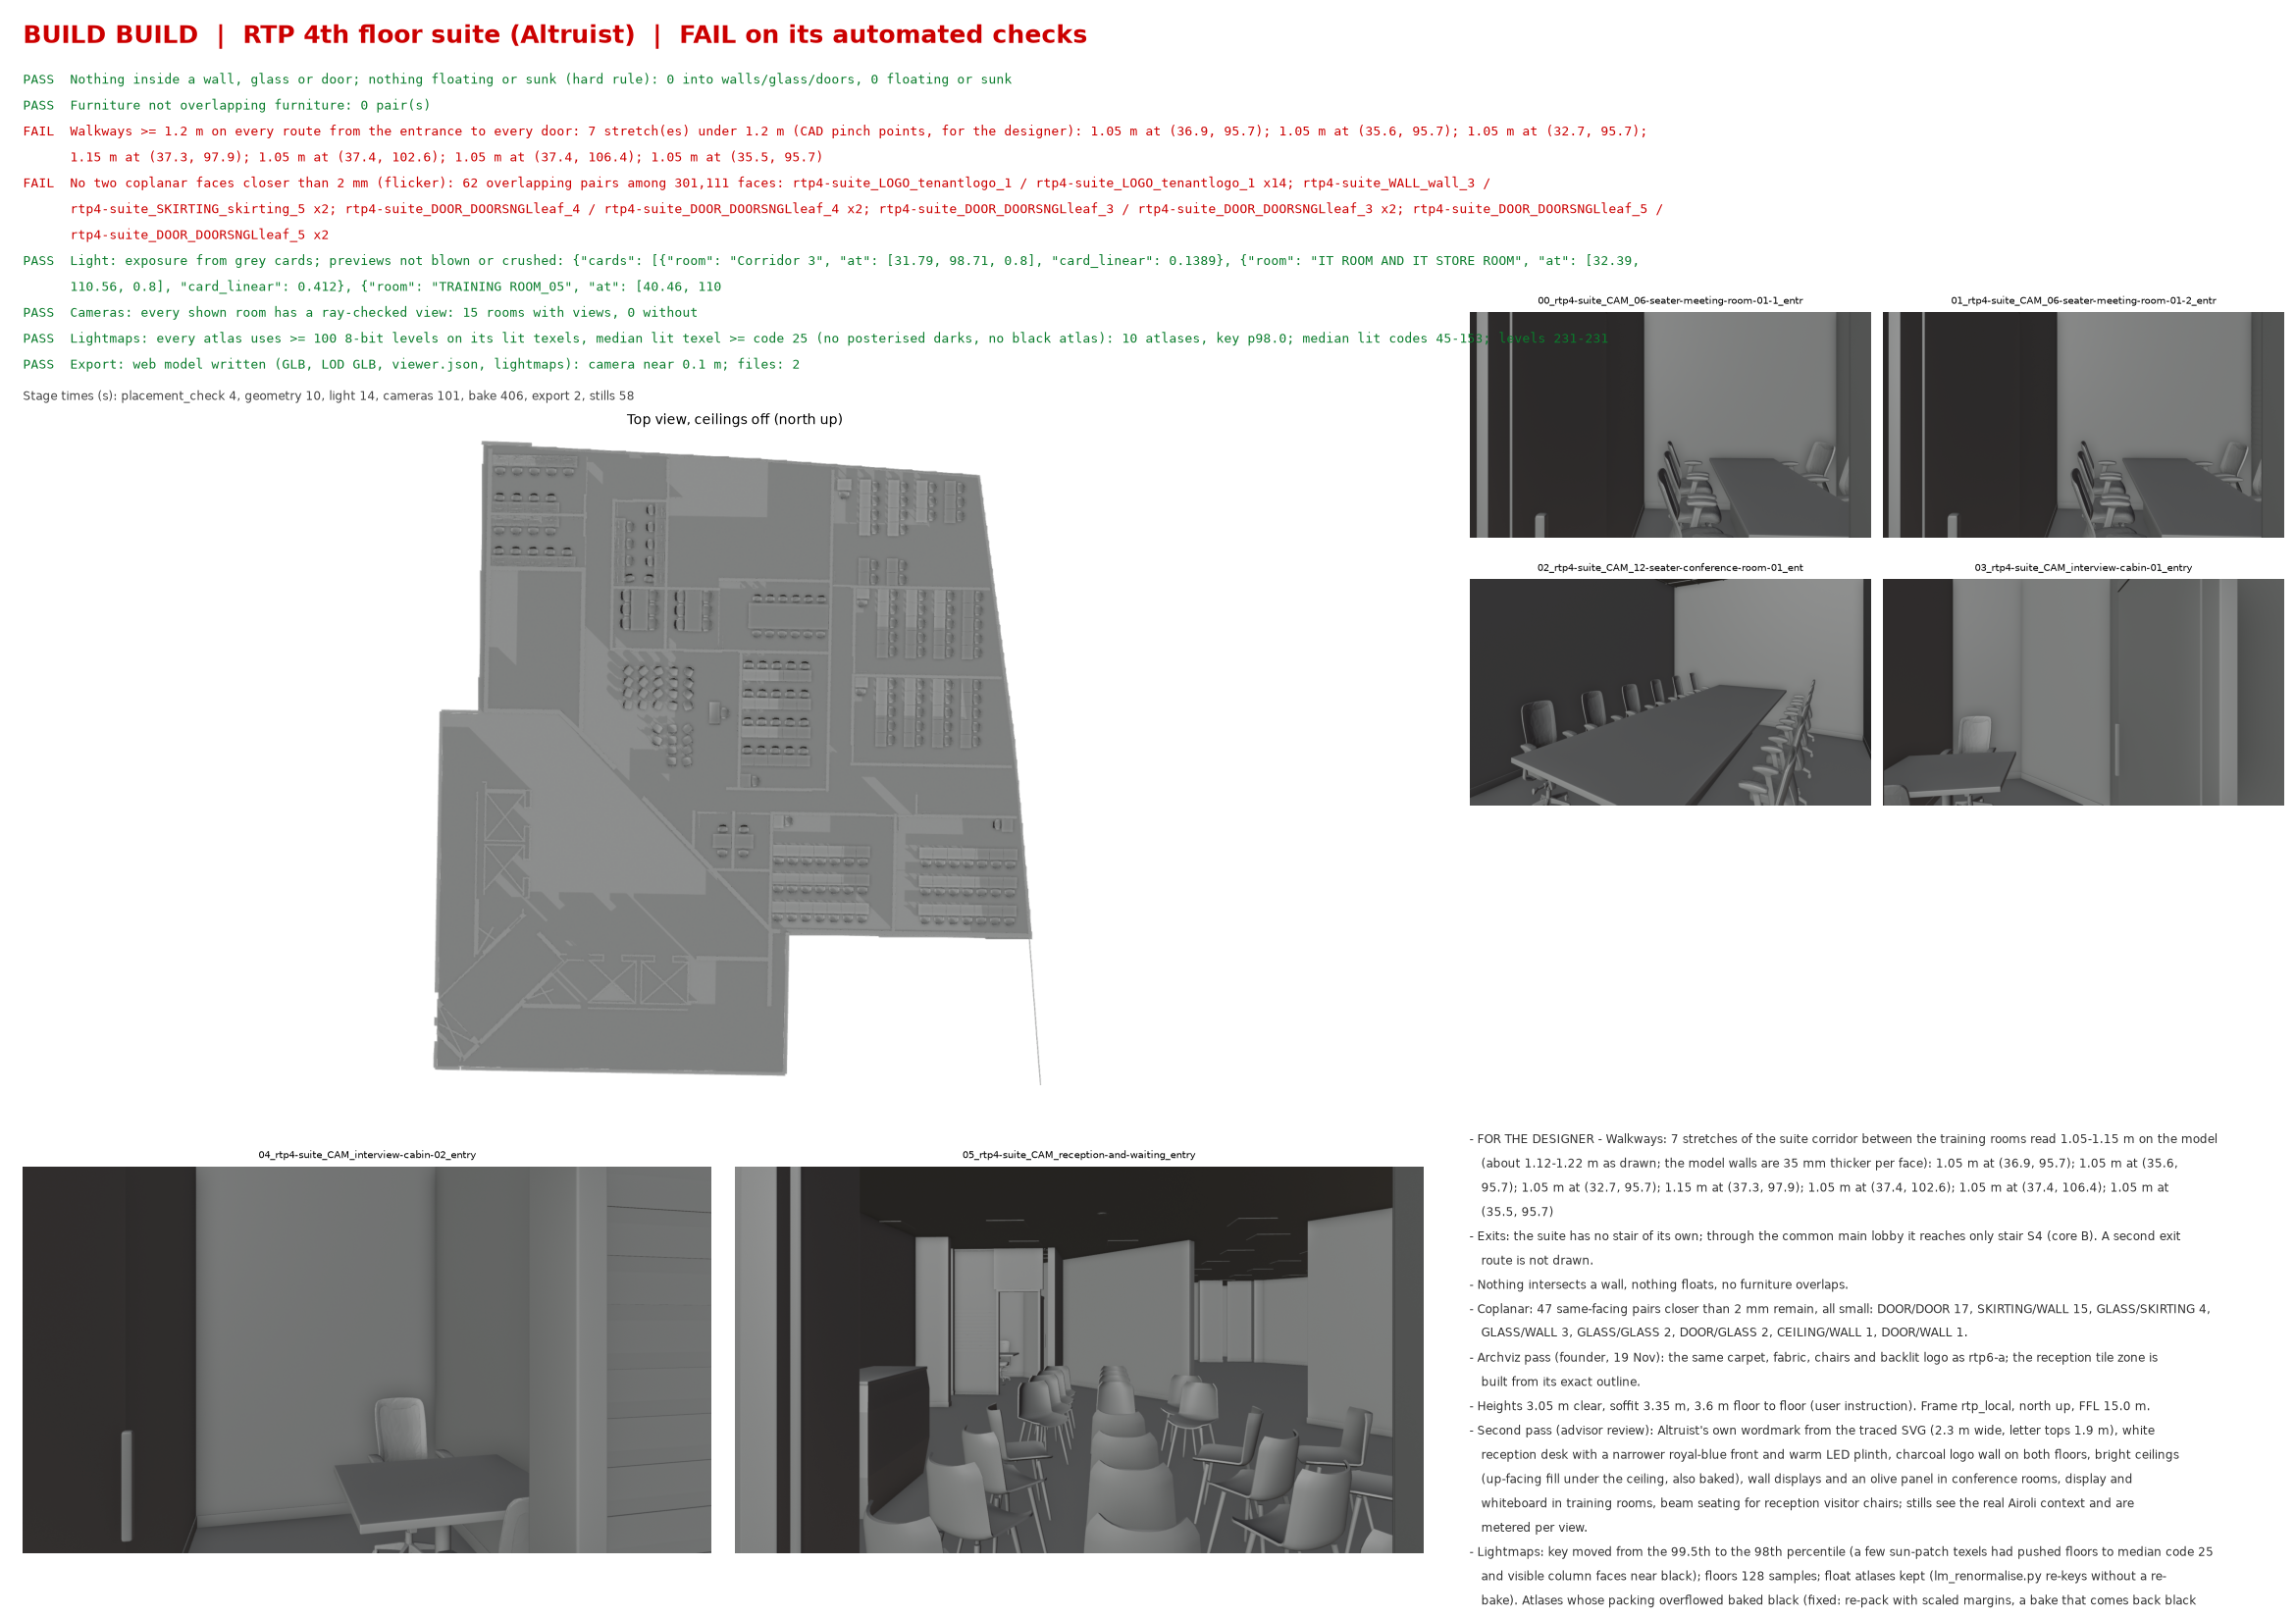 BUILD BUILD | RTP 4th floor suite (Altruist) | FAIL on its automated checks
PASS Nothing inside a wall, glass or door; nothing floating or sunk (hard rule): 0 into walls/glass/doors, 0 floating or sunk
PASS Furniture not overlapping furniture: 0 pair(s)
FAIL Walkways >= 1.2 m on every route from the entrance to every door: 7 stretch(es) under 1.2 m (CAD pinch points, for the designer): 1.05 m at (36.9, 95.7); 1.05 m at (35.6, 95.7); 1.05 m at (32.7, 95.7);
1.15 m at (37.3, 97.9); 1.05 m at (37.4, 102.6); 1.05 m at (37.4, 106.4); 1.05 m at (35.5, 95.7)
FAIL No two coplanar faces closer than 2 mm (flicker): 62 overlapping pairs among 301,111 faces: rtp4-suite_LOGO_tenantlogo_1 / rtp4-suite_LOGO_tenantlogo_1 x14; rtp4-suite_WALL_wall_3 /
rtp4-suite_SKIRTING_skirting_5 x2; rtp4-suite_DOOR_DOORSNGLleaf_4 / rtp4-suite_DOOR_DOORSNGLleaf_4 x2; rtp4-suite_DOOR_DOORSNGLleaf_3 / rtp4-suite_DOOR_DOORSNGLleaf_3 x2; rtp4-suite_DOOR_DOORSNGLleaf_5 /
rtp4-suite_DOOR_DOORSNGLleaf_5 x2
PASS Light: exposure from grey cards; previews not blown or crushed: {"cards": [{"room": "Corridor 3", "at": [31.79, 98.71, 0.8], "card_linear": 0.1389}, {"room": "IT ROOM AND IT STORE ROOM", "at": [32.39,
110.56, 0.8], "card_linear": 0.412}, {"room": "TRAINING ROOM_05", "at": [40.46, 110
PASS Cameras: every shown room has a ray-checked view: 15 rooms with views, 0 without
PASS Lightmaps: every atlas uses >= 100 8-bit levels on its lit texels, median lit texel >= code 25 (no posterised darks, no black atlas): 10 atlases, key p98.0; median lit codes 45-153; levels 231-231
PASS Export: web model written (GLB, LOD GLB, viewer.json, lightmaps): camera near 0.1 m; files: 2
Stage times (s): placement_check 4, geometry 10, light 14, cameras 101, bake 406, export 2, stills 58
Top view, ceilings off (north up)
00_rtp4-suite_CAM_06-seater-meeting-room-01-1_entr
01_rtp4-suite_CAM_06-seater-meeting-room-01-2_entr
02_rtp4-suite_CAM_12-seater-conference-room-01_ent
03_rtp4-suite_CAM_interview-cabin-01_entry
04_rtp4-suite_CAM_interview-cabin-02_entry
05_rtp4-suite_CAM_reception-and-waiting_entry
- FOR THE DESIGNER - Walkways: 7 stretches of the suite corridor between the training rooms read 1.05-1.15 m on the model
(about 1.12-1.22 m as drawn; the model walls are 35 mm thicker per face): 1.05 m at (36.9, 95.7); 1.05 m at (35.6,
95.7); 1.05 m at (32.7, 95.7); 1.15 m at (37.3, 97.9); 1.05 m at (37.4, 102.6); 1.05 m at (37.4, 106.4); 1.05 m at
(35.5, 95.7)
- Exits: the suite has no stair of its own; through the common main lobby it reaches only stair S4 (core B). A second exit
route is not drawn.
- Nothing intersects a wall, nothing floats, no furniture overlaps.
- Coplanar: 47 same-facing pairs closer than 2 mm remain, all small: DOOR/DOOR 17, SKIRTING/WALL 15, GLASS/SKIRTING 4,
GLASS/WALL 3, GLASS/GLASS 2, DOOR/GLASS 2, CEILING/WALL 1, DOOR/WALL 1.
- Archviz pass (founder, 19 Nov): the same carpet, fabric, chairs and backlit logo as rtp6-a; the reception tile zone is
built from its exact outline.
- Heights 3.05 m clear, soffit 3.35 m, 3.6 m floor to floor (user instruction). Frame rtp_local, north up, FFL 15.0 m.
- Second pass (advisor review): Altruist's own wordmark from the traced SVG (2.3 m wide, letter tops 1.9 m), white
reception desk with a narrower royal-blue front and warm LED plinth, charcoal logo wall on both floors, bright ceilings
(up-facing fill under the ceiling, also baked), wall displays and an olive panel in conference rooms, display and
whiteboard in training rooms, beam seating for reception visitor chairs; stills see the real Airoli context and are
metered per view.
- Lightmaps: key moved from the 99.5th to the 98th percentile (a few sun-patch texels had pushed floors to median code 25
and visible column faces near black); floors 128 samples; float atlases kept (lm_renormalise.py re-keys without a re-
bake). Atlases whose packing overflowed baked black (fixed: re-pack with scaled margins, a bake that comes back black